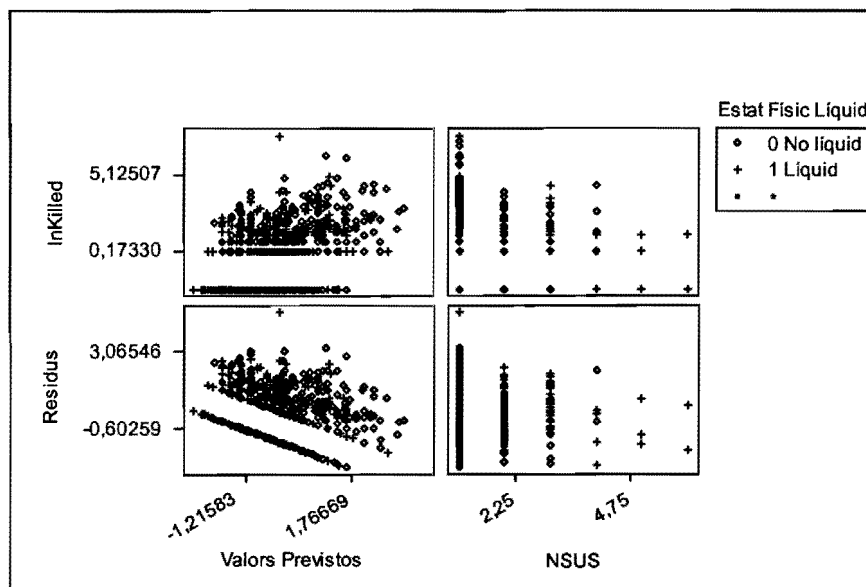 Estat Físic Líquid
0 No líquid
1 Líquid
*
lnKilled
5,12507
0,17330
Residus
3,06546
-0,60259
-1,21583
1,76669
Valors Previstos
2,25
4,75
NSUS